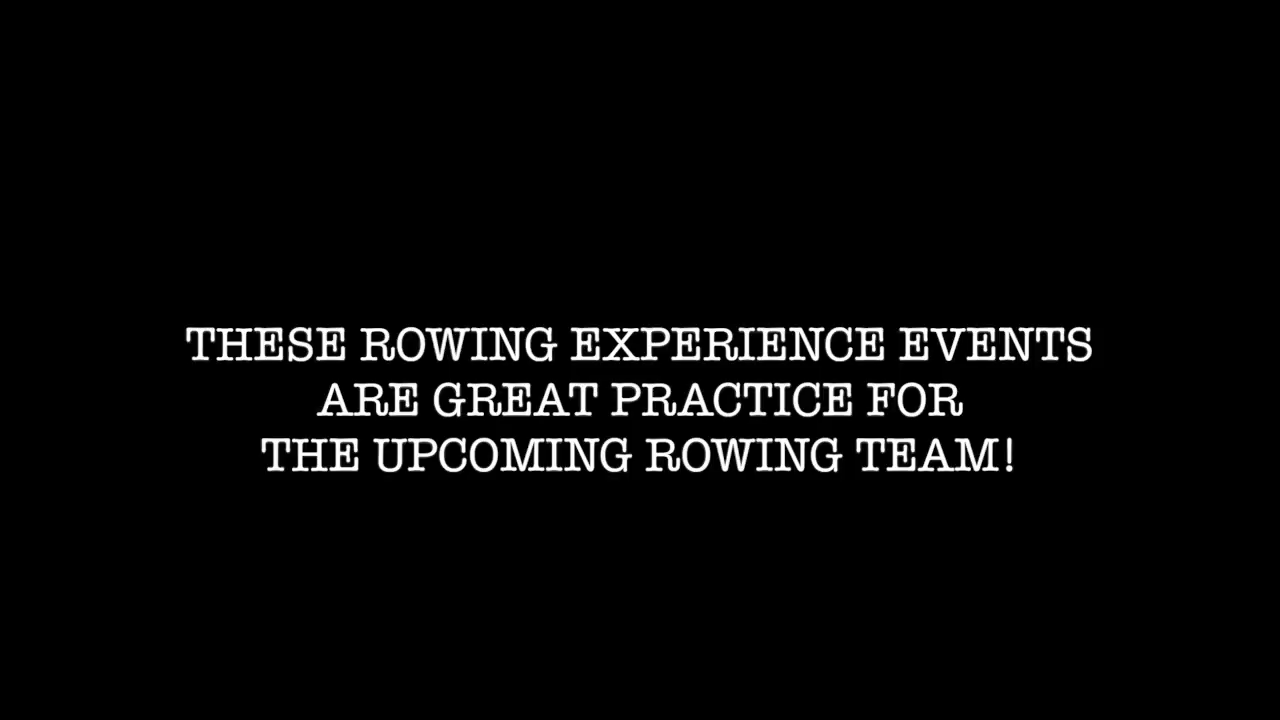 THESE ROWING EXPERIENCE EVENTS
ARE GREAT PRACTICE FOR
THE UPCOMING ROWING TEAM!